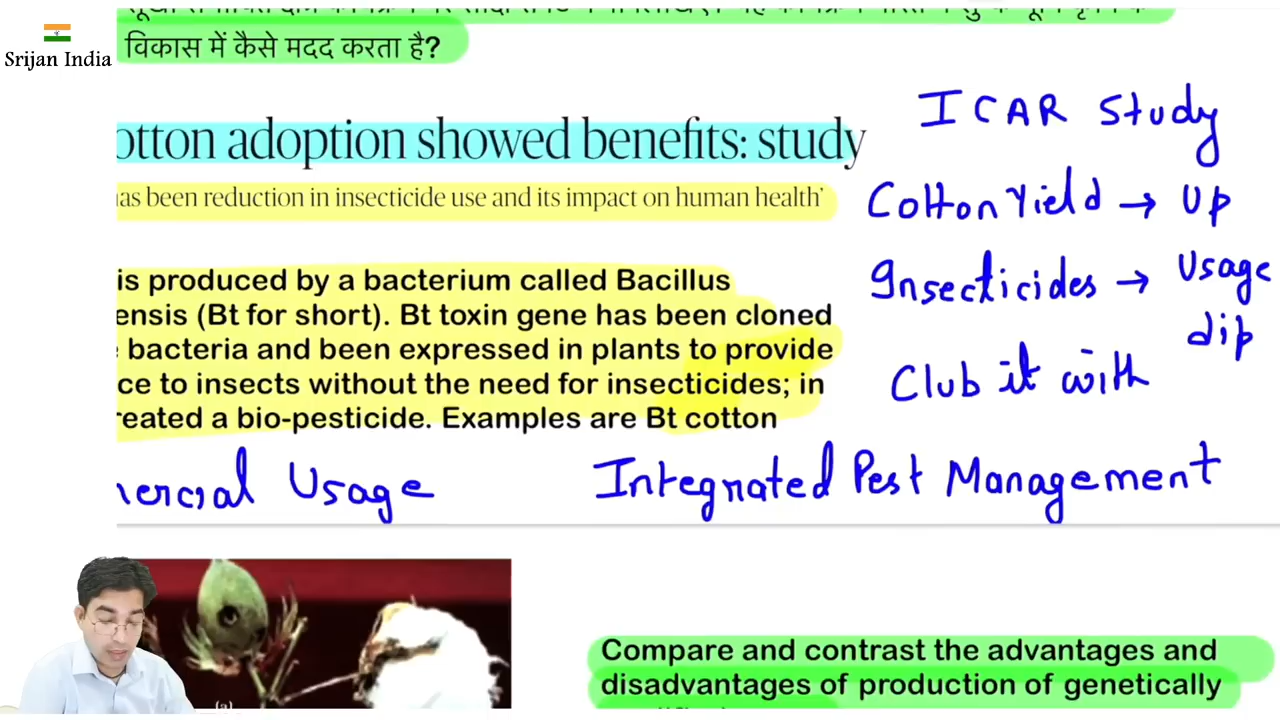 विकास में कैसे मदद करता है?
Srijan India
otton adoption showed benefits: study
has been reduction in insecticide use and its impact on human health'
is produced by a bacterium called Bacillus
ensis (Bt for short). Bt toxin gene has been cloned
bacteria and been expressed in plants to provide
ce to insects without the need for insecticides; in
reated a bio-pesticide. Examples are Bt cotton
ICAR Study
Cotton Yield → Up
Insecticides → Usage
dip
Club it with
mercial Usage
Integrated Pest Management
(a)
Compare and contrast the advantages and
disadvantages of production of genetically